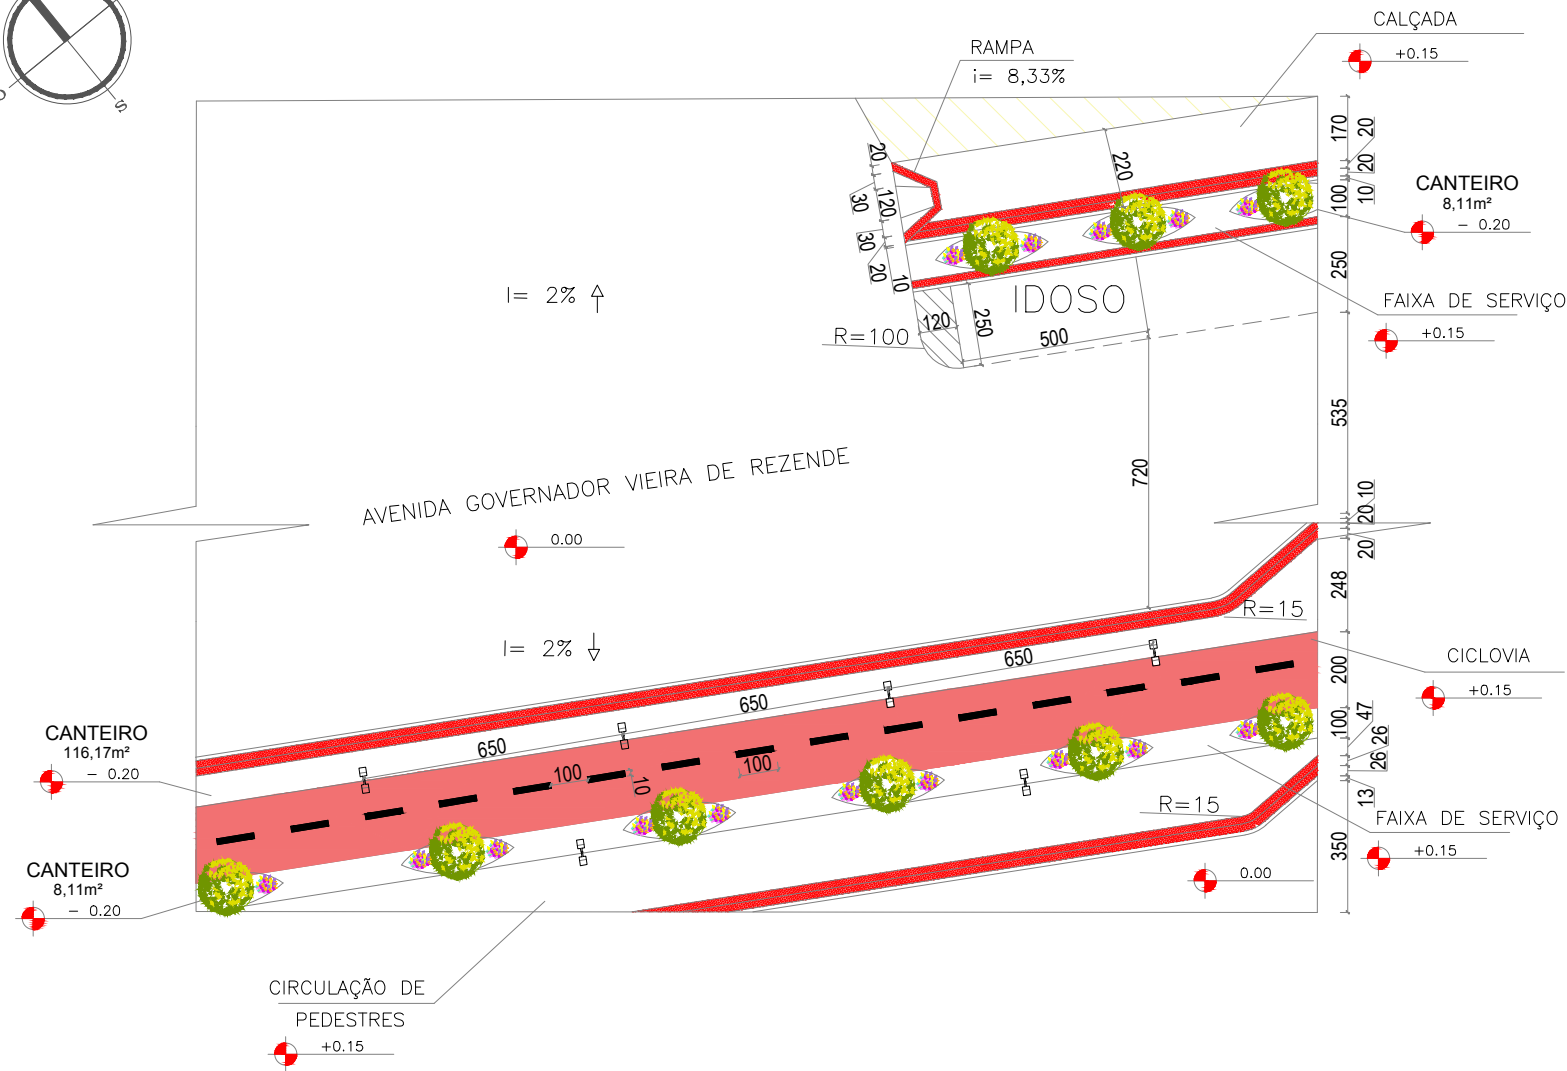 CALÇADA
+0.15
RAMPA
i= 8,33%
S
20
120
30
30
20
10
220
170
20
20
10
100
CANTEIRO
8,11m²
- 0.20
250
FAIXA DE SERVIÇO
+0.15
I= 2%
IDOSO
R=100
120
250
500
535
720
AVENIDA GOVERNADOR VIEIRA DE REZENDE
0.00
10
20
20
248
R=15
I= 2%
650
650
650
CICLOVIA
+0.15
200
100
47
26
26
13
CANTEIRO
116,17m²
- 0.20
100
10
100
R=15
FAIXA DE SERVIÇO
+0.15
350
0.00
CANTEIRO
8,11m²
- 0.20
CIRCULAÇÃO DE
PEDESTRES
+0.15